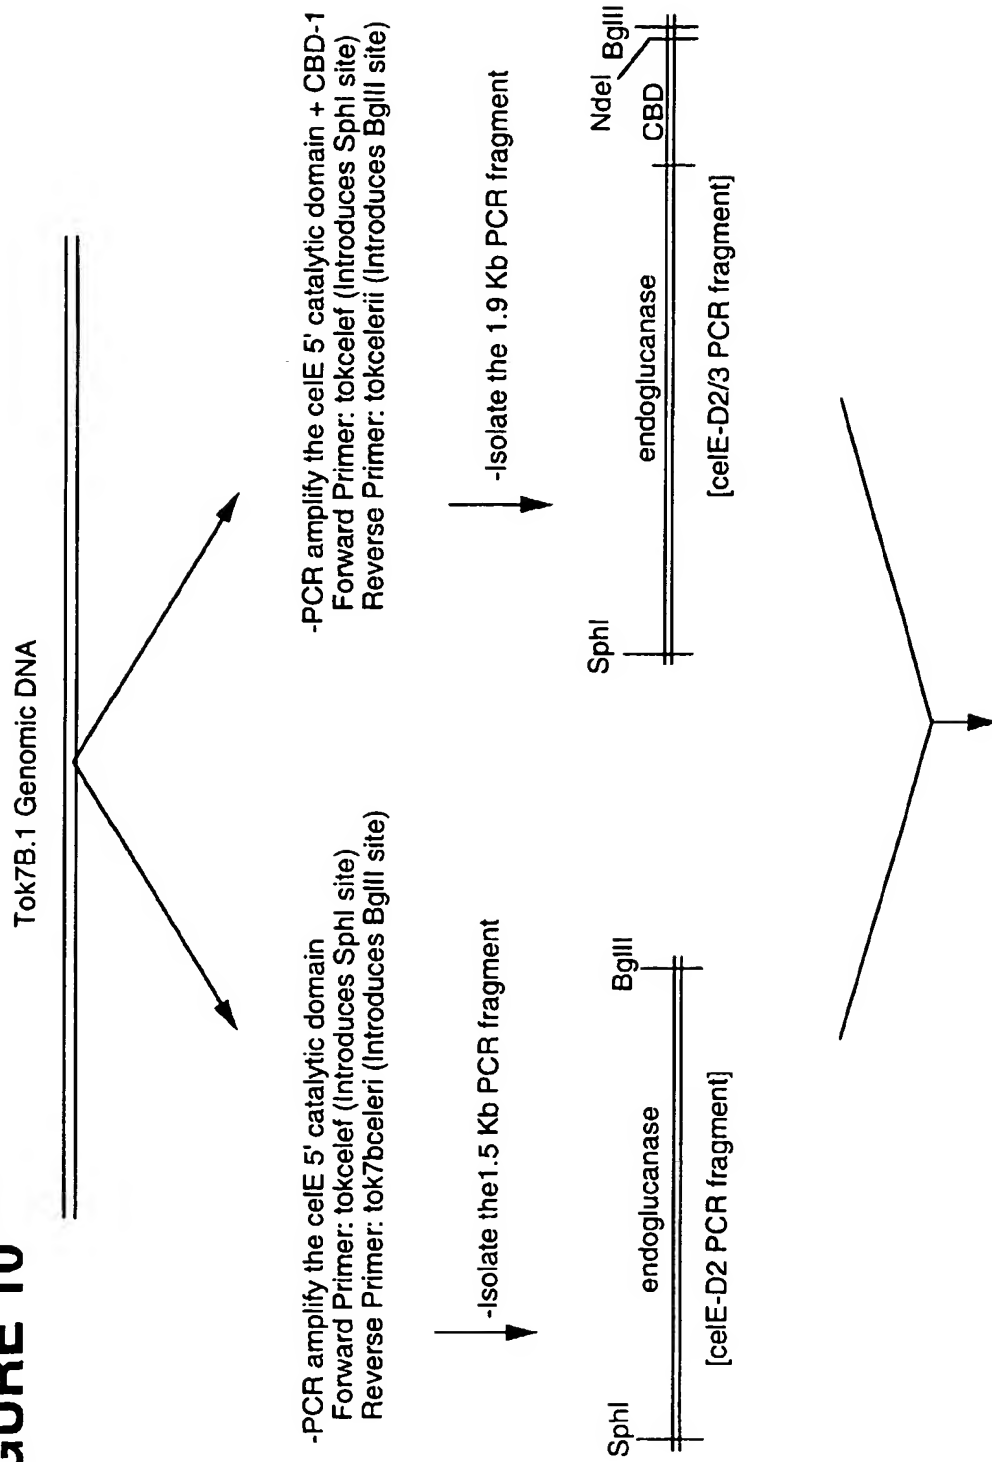 FIGURE 10
Tok7B.1 Genomic DNA
-PCR amplify the celE 5' catalytic domain
Forward Primer: tokcelef (Introduces SphI site)
Reverse Primer: tok7bceleri (Introduces BglII site)
-Isolate the1.5 Kb PCR fragment
SphI
endoglucanase
BglII
[celE-D2 PCR fragment]
-PCR amplify the celE 5' catalytic domain + CBD-1
Forward Primer: tokcelef (Introduces SphI site)
Reverse Primer: tokcelerii (Introduces BglII site)
-Isolate the 1.9 Kb PCR fragment
SphI
endoglucanase
CBD
NdeI
BglII
[celE-D2/3 PCR fragment]